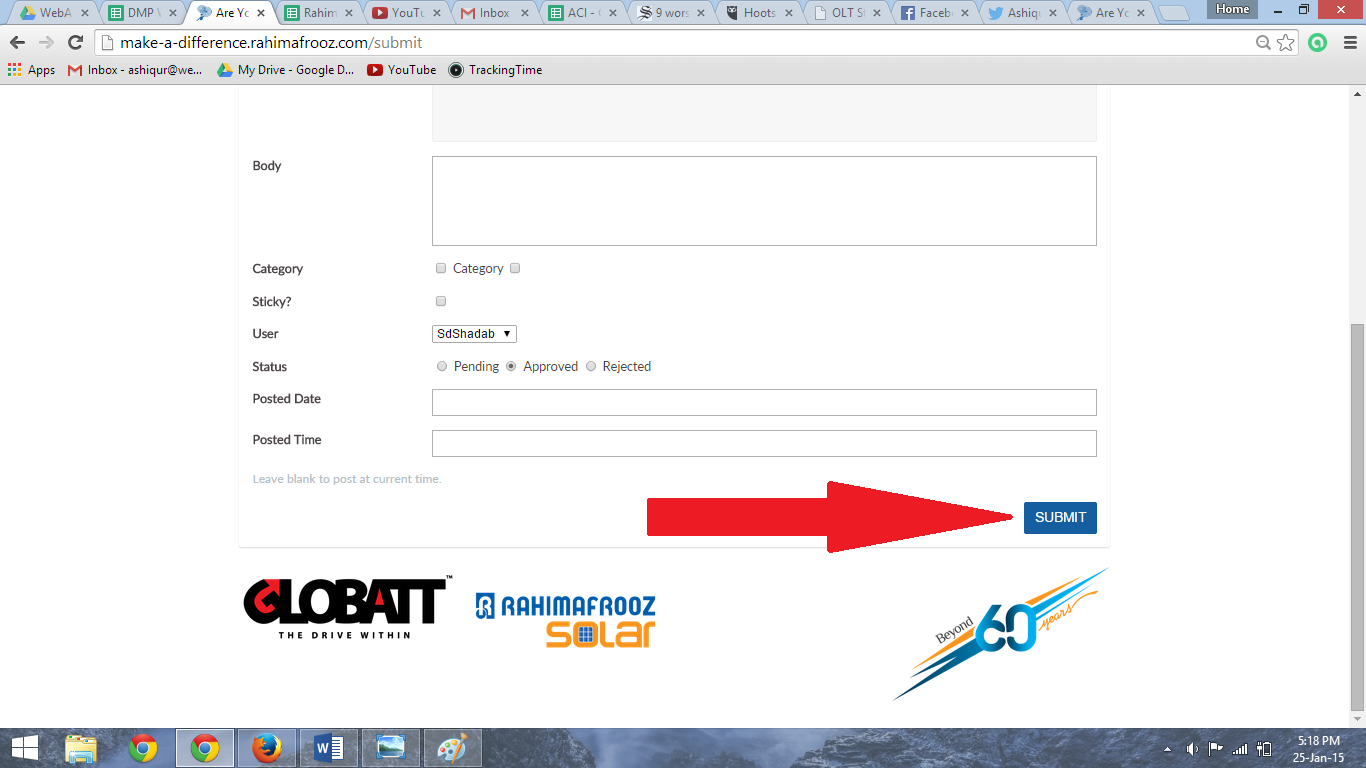 WebA
DMP W
Are Yo
Rahim
YouTu
Inbox
ACI - C
9 wors
Hoots
OLT St
Facebo
Ashiqu
Are Yo
Home
make-a-difference.rahimafrooz.com/submit
Apps Inbox - ashiqur@we... My Drive - Google D... YouTube TrackingTime
Body
Category Category
Sticky?
User SdShadab
Status Pending Approved Rejected
Posted Date
Posted Time
Leave blank to post at current time.
SUBMIT
GLOBATT™
THE DRIVE WITHIN
RAHIMAFROOZ
SOLAR
Beyond 60 years
5:18 PM
25-Jan-15